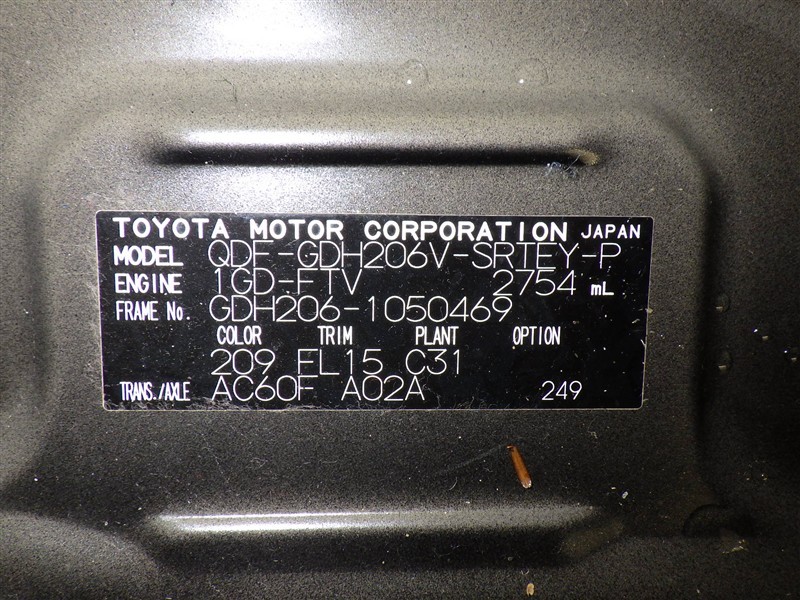 TOYOTA MOTOR CORPORATION JAPAN
MODEL QDF-GDH206V-SRTEY-P
ENGINE 1GD-FTV 2754 mL
FRAME No. GDH206-1050469
COLOR TRIM PLANT OPTION
209 FL15 C31
TRANS./AXLE AC60F A02A 249